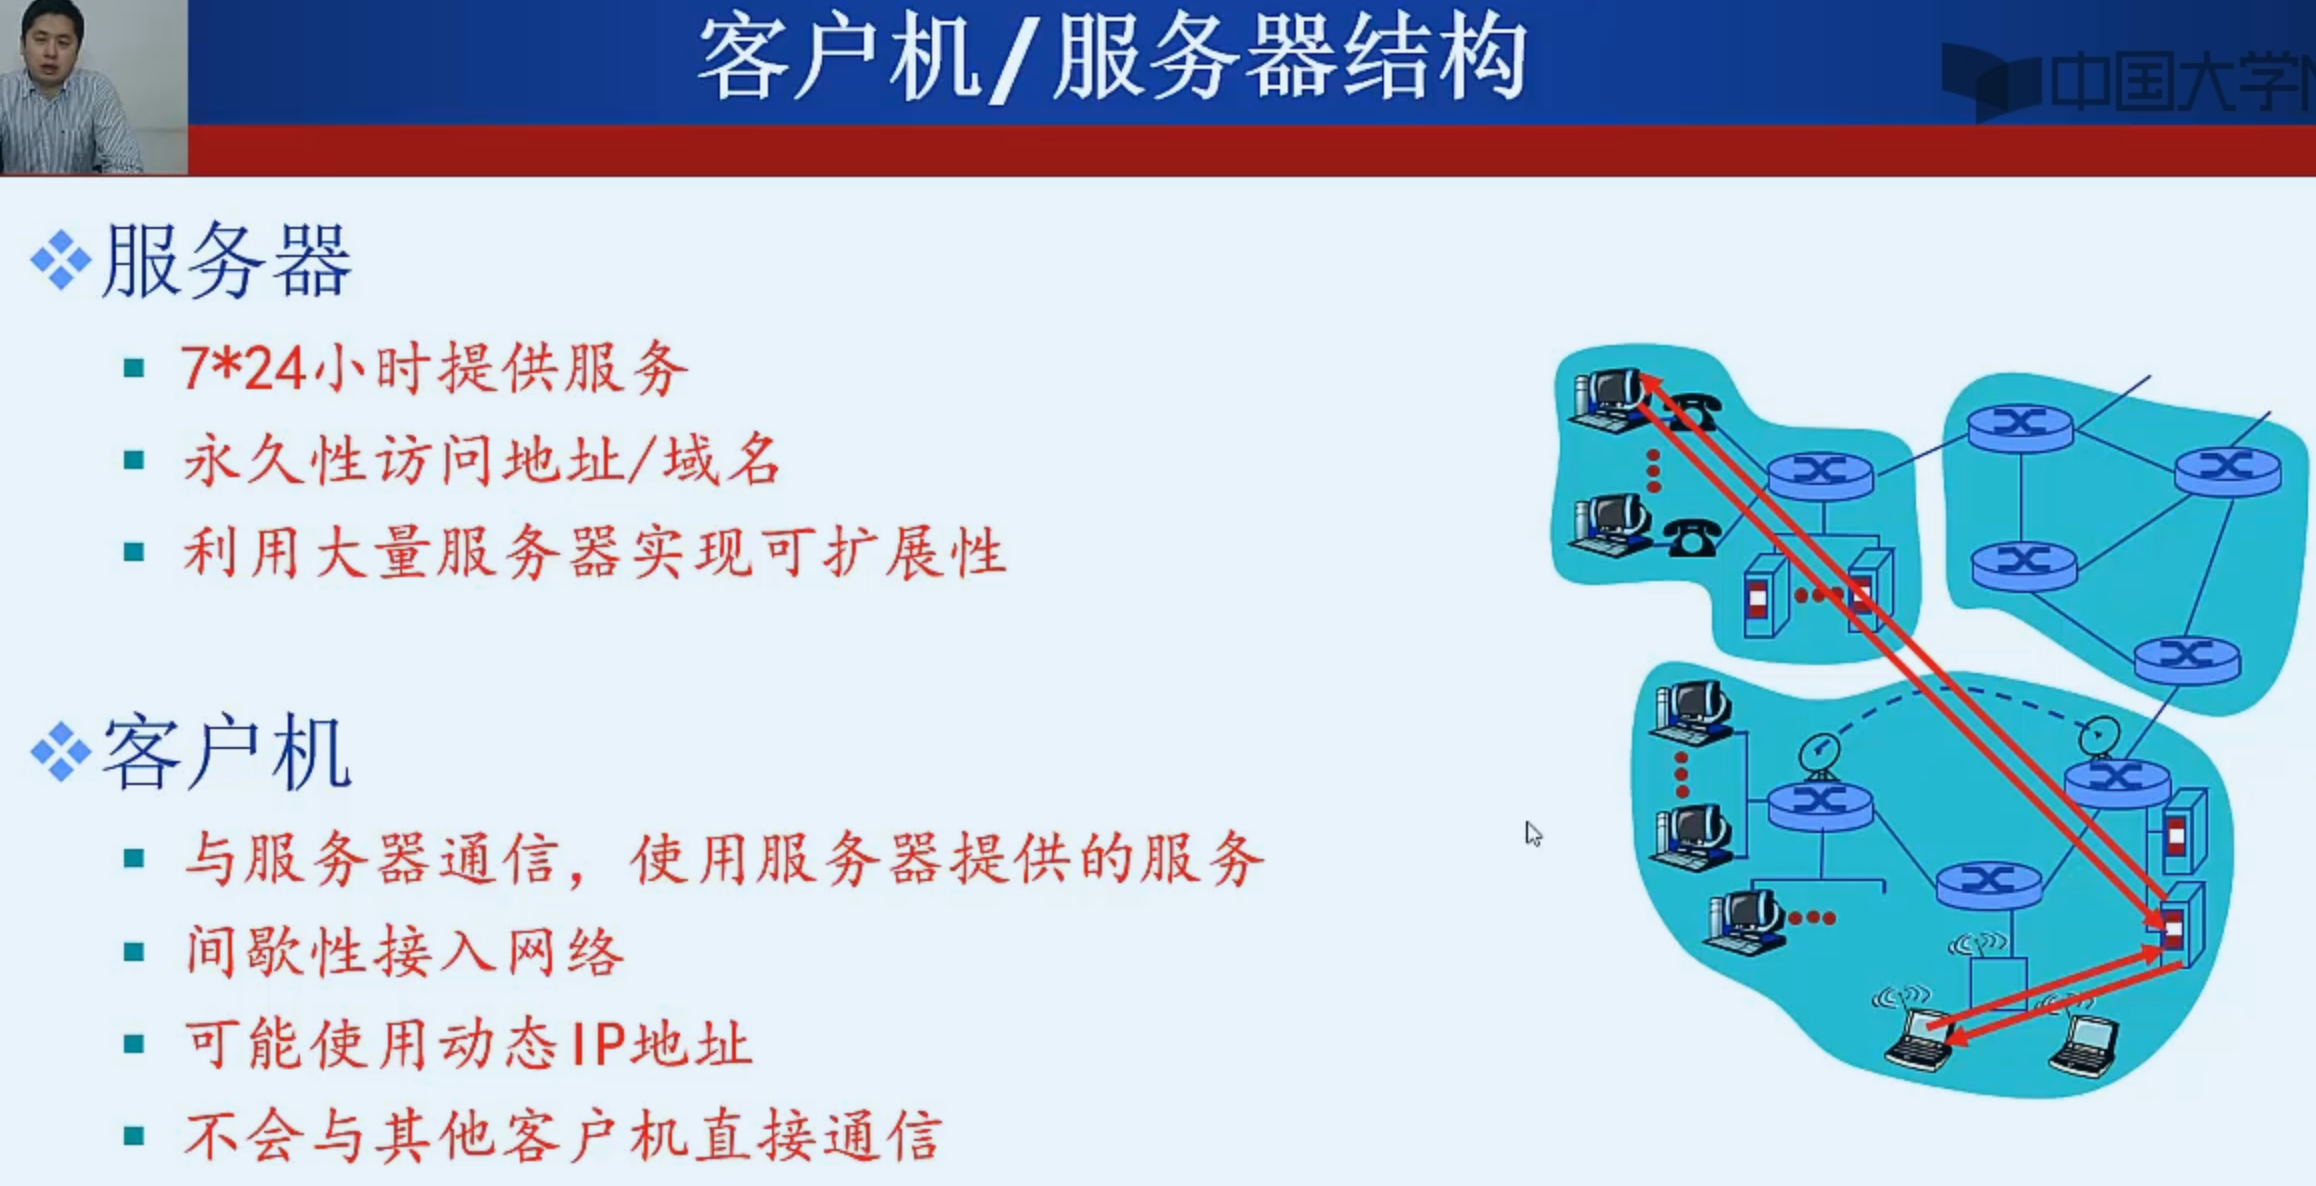 客户机/服务器结构
中国大学M
服务器
7*24小时提供服务
永久性访问地址/域名
利用大量服务器实现可扩展性
客户机
与服务器通信，使用服务器提供的服务
间歇性接入网络
可能使用动态IP地址
不会与其他客户机直接通信